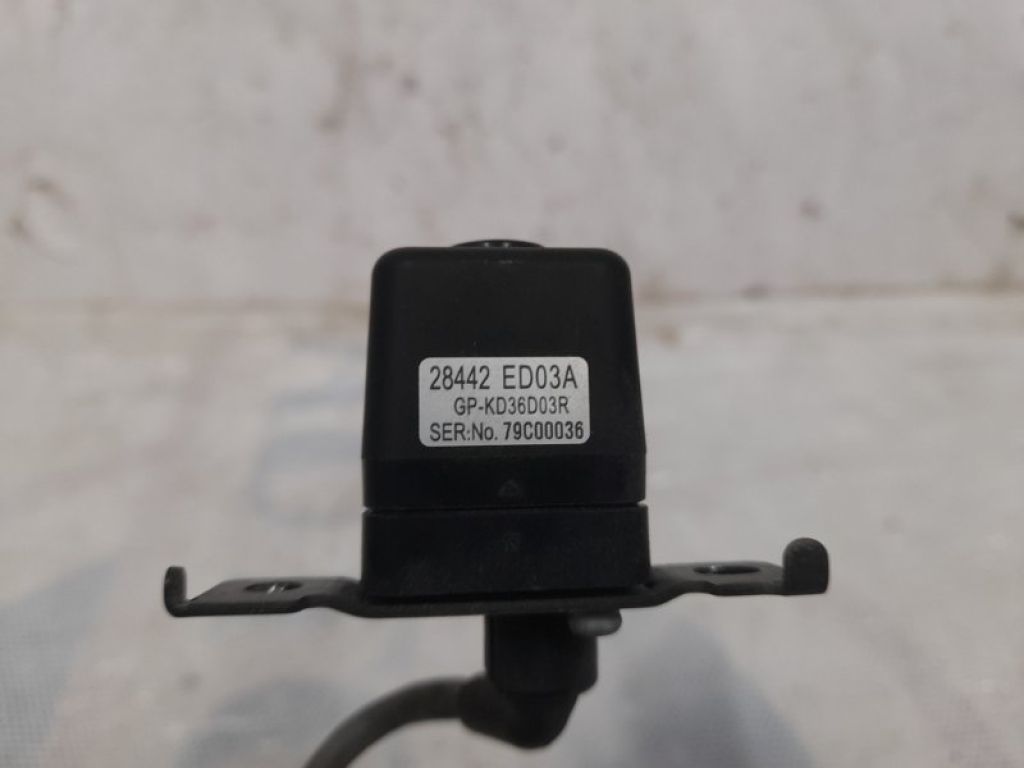 28442 ED03A
GP-KD36D03R
SER:No. 79C00036